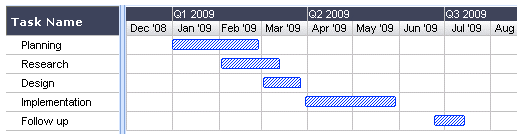 Task Name
Q1 2009 Q2 2009 Q3 2009
Dec '08 Jan '09 Feb '09 Mar '09 Apr '09 May '09 Jun '09 Jul '09 Aug
Planning
Research
Design
Implementation
Follow up